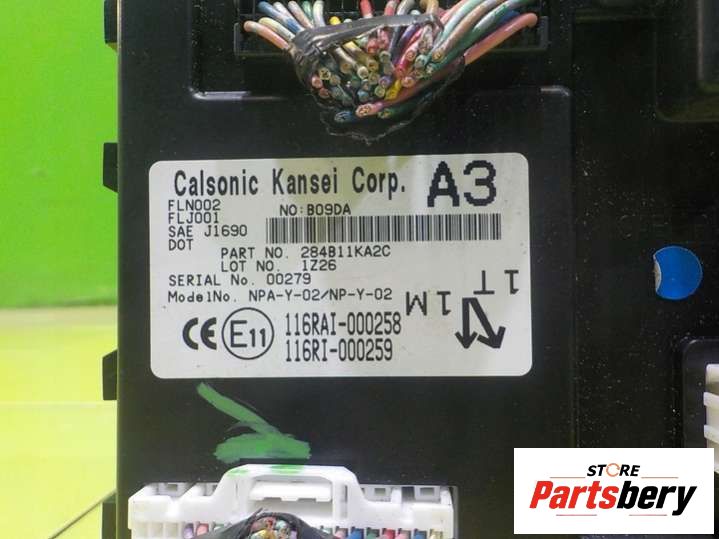 Calsonic Kansei Corp. A3
FLN002 NO:B09DA
FLJ001
SAE J1690
DOT
PART NO. 284B11KA2C
LOT NO. 1Z26
SERIAL No. 00279
ModelNo. NPA-Y-02/NP-Y-02
1M
1T
CE E11 116RAI-000258
116RI-000259
STORE
Partsbery